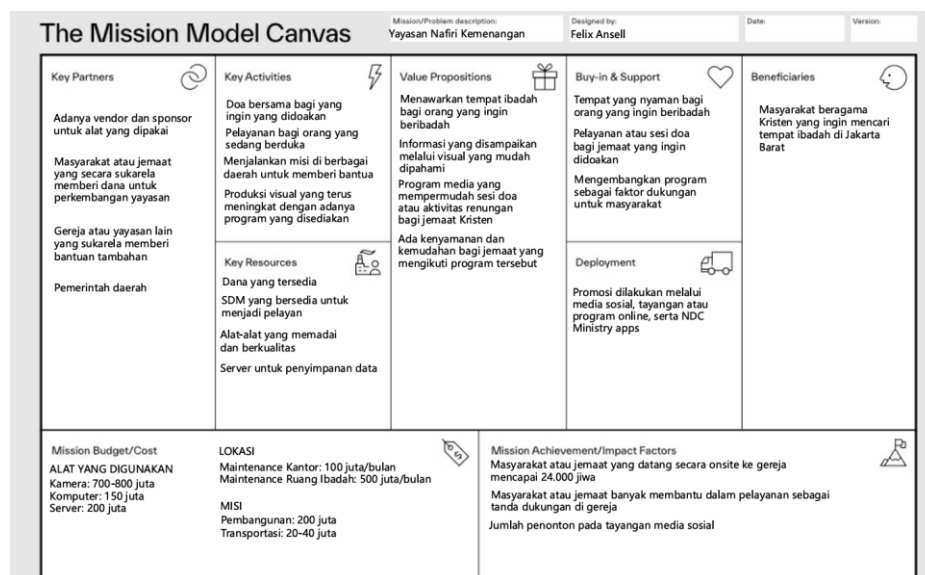 The Mission Model Canvas
Mission/Problem description:
Yayasan Nafiri Kemenangan
Designed by:
Felix Ansell
Date:
Version:
Key Partners
Adanya vendor dan sponsor
untuk alat yang dipakai
Masyarakat atau jemaat
yang secara sukarela
memberi dana untuk
perkembangan yayasan
Gereja atau yayasan lain
yang sukarela memberi
bantuan tambahan
Pemerintah daerah
Key Activities
Doa bersama bagi yang
ingin yang didoakan
Pelayanan bagi orang yang
sedang berduka
Menjalankan misi di berbagai
daerah untuk memberi bantua
Produksi visual yang terus
meningkat dengan adanya
program yang disediakan
Key Resources
Dana yang tersedia
SDM yang bersedia untuk
menjadi pelayan
Alat-alat yang memadai
dan berkualitas
Server untuk penyimpanan data
Value Propositions
Menawarkan tempat ibadah
bagi orang yang ingin
beribadah
Informasi yang disampaikan
melalui visual yang mudah
dipahami
Program media yang
mempermudah sesi doa
atau aktivitas renungan
bagi jemaat Kristen
Ada kenyamanan dan
kemudahan bagi jemaat yang
mengikuti program tersebut
Buy-in & Support
Tempat yang nyaman bagi
orang yang ingin beribadah
Pelayanan atau sesi doa
bagi jemaat yang ingin
didoakan
Mengembangkan program
sebagai faktor dukungan
untuk masyarakat
Deployment
Promosi dilakukan melalui
media sosial, tayangan atau
program online, serta NDC
Ministry apps
Beneficiaries
Masyarakat beragama
Kristen yang ingin mencari
tempat ibadah di Jakarta
Barat
Mission Budget/Cost
ALAT YANG DIGUNAKAN
Kamera: 700-800 juta
Komputer: 150 juta
Server: 200 juta
LOKASI
Maintenance Kantor: 100 juta/bulan
Maintenance Ruang Ibadah: 500 juta/bulan
MISI
Pembangunan: 200 juta
Transportasi: 20-40 juta
Mission Achievement/Impact Factors
Masyarakat atau jemaat yang datang secara onsite ke gereja
mencapai 24.000 jiwa
Masyarakat atau jemaat banyak membantu dalam pelayanan sebagai
tanda dukungan di gereja
Jumlah penonton pada tayangan media sosial